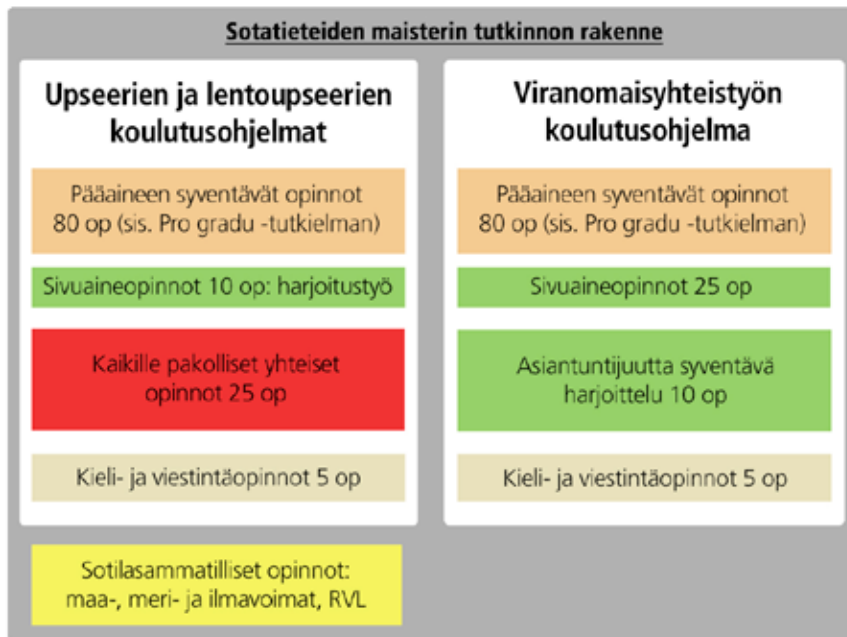 Sotatieteiden maisterin tutkinnon rakenne
Upseerien ja lentoupseerien
koulutusohjelmat
Pääaineen syventävät opinnot
80 op (sis. Pro gradu -tutkielman)
Sivuaineopinnot 10 op: harjoitustyö
Kaikille pakolliset yhteiset
opinnot 25 op
Kieli- ja viestintäopinnot 5 op
Sotilasammatilliset opinnot:
maa-, meri- ja ilmavoimat, RVL
Viranomaisyhteistyön
koulutusohjelma
Pääaineen syventävät opinnot
80 op (sis. Pro gradu -tutkielman)
Sivuaineopinnot 25 op
Asiantuntijuutta syventävä
harjoittelu 10 op
Kieli- ja viestintäopinnot 5 op